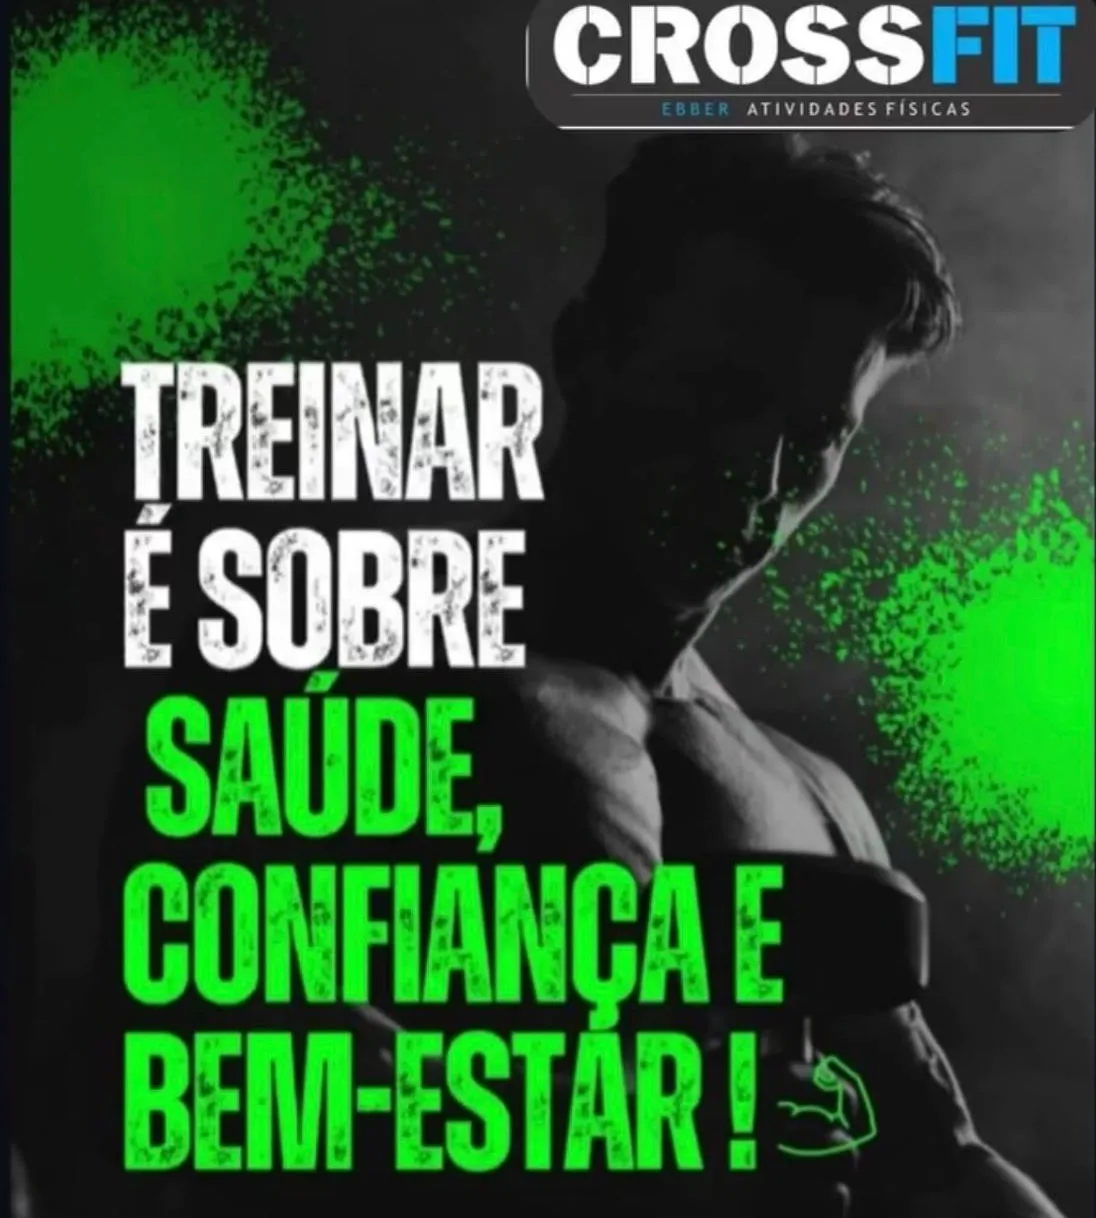 CROSSFIT
EBBER ATIVIDADES FÍSICAS
TREINAR
É SOBRE
SAÚDE,
CONFIANÇA E
BEM-ESTAR !